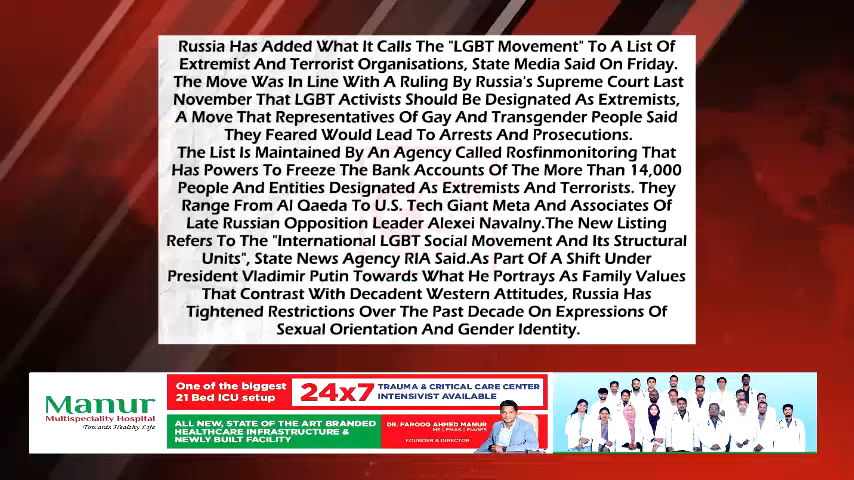 Russia Has Added What It Calls The "LGBT Movement" To A List Of
Extremist And Terrorist Organisations, State Media Said On Friday.
The Move Was In Line With A Ruling By Russia's Supreme Court Last
November That LGBT Activists Should Be Designated As Extremists,
A Move That Representatives Of Gay And Transgender People Said
They Feared Would Lead To Arrests And Prosecutions.
The List Is Maintained By An Agency Called Rosfinmonitoring That
Has Powers To Freeze The Bank Accounts Of The More Than 14,000
People And Entities Designated As Extremists And Terrorists. They
Range From Al Qaeda To U.S. Tech Giant Meta And Associates Of
Late Russian Opposition Leader Alexei Navalny.The New Listing
Refers To The "International LGBT Social Movement And Its Structural
Units", State News Agency RIA Said.As Part Of A Shift Under
President Vladimir Putin Towards What He Portrays As Family Values
That Contrast With Decadent Western Attitudes, Russia Has
Tightened Restrictions Over The Past Decade On Expressions Of
Sexual Orientation And Gender Identity.
Manur
Multispeciality Hospital
Towards Healthy Life
One of the biggest
21 Bed ICU setup
24x7
TRAUMA & CRITICAL CARE CENTER
INTENSIVIST AVAILABLE
ALL NEW, STATE OF THE ART BRANDED
HEALTHCARE INFRASTRUCTURE &
NEWLY BUILT FACILITY
DR. FAROOQ AHMED MANUR
FOUNDER & DIRECTOR